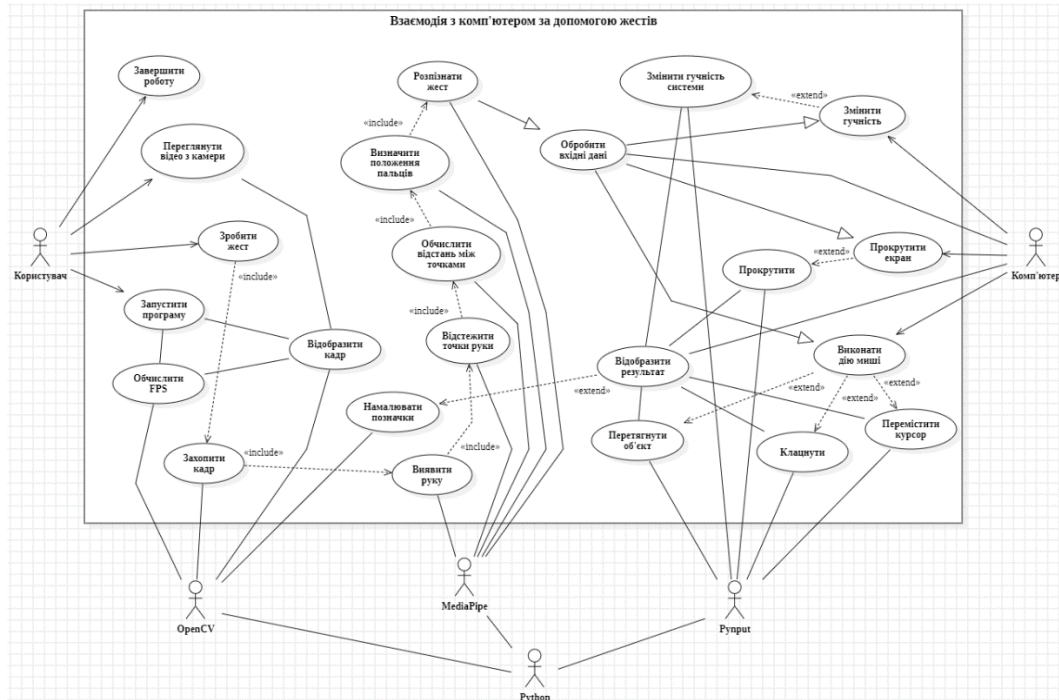 Взаємодія з комп'ютером за допомогою жестів
Завершити
роботу
Розпізнати
жест
Змінити гучність
системи
«extend»
Змінити
гучність
«include»
Переглянути
відео з камери
Визначити
положення
пальців
Обробити
вхідні дані
«include»
Зробити
жест
Обчислити
відстань між
точками
Користувач
Комп'ютер
Прокрутити
екран
«extend»
Прокрутити
«include»
Запустити
програму
«include»
Відстежити
точки руки
Відобразити
кадр
Відобразити
результат
Виконати
дію миші
Обчислити
FPS
«extend»
«extend»
«extend»
Намалювати
позначки
Перетягнути
об'єкт
Перемістити
курсор
Клацнути
«include»
Захопити
кадр
«include»
Виявити
руку
OpenCV
MediaPipe
Pynput
Python